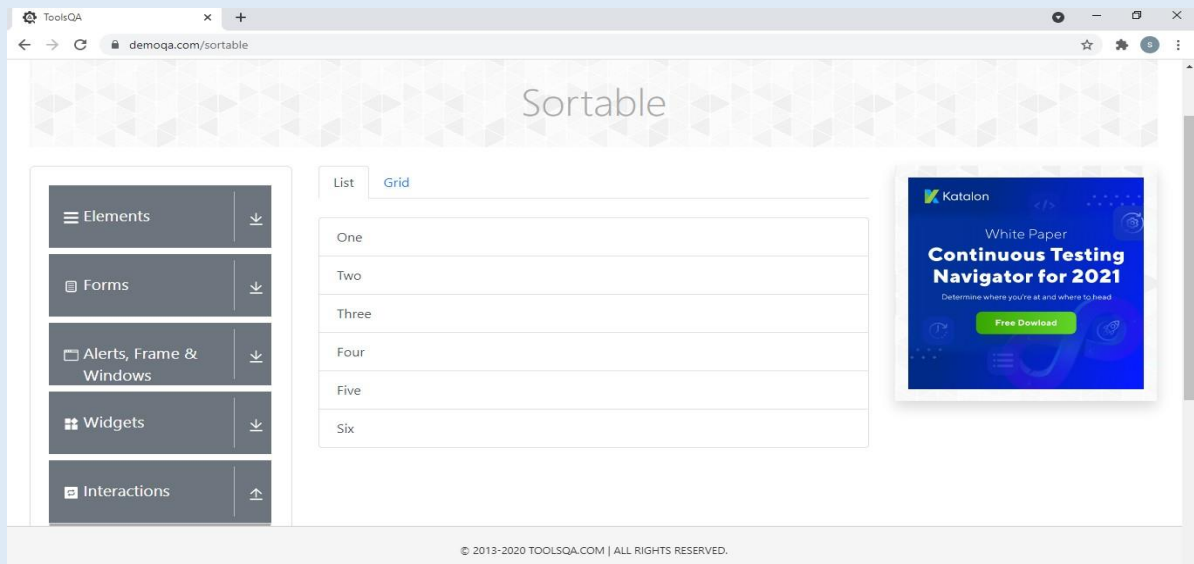 ToolsQA
demoqa.com/sortable
S
Sortable
Elements
Forms
Alerts, Frame &
Windows
Widgets
Interactions
List Grid
One
Two
Three
Four
Five
Six
Katalon
</>
White Paper
Continuous Testing
Navigator for 2021
Determine where you're at and where to head
Free Dowload
© 2013-2020 TOOLSQA.COM | ALL RIGHTS RESERVED.